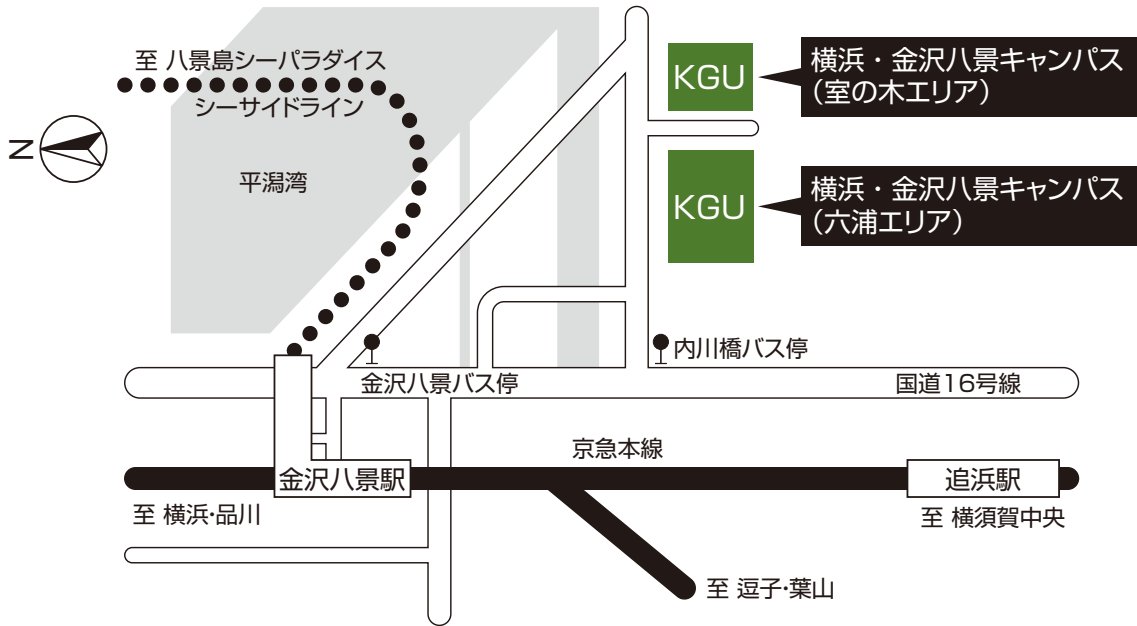 至 八景島シーパラダイス
シーサイドライン
N
平潟湾
KGU
横浜・金沢八景キャンパス
(室の木エリア)
KGU
横浜・金沢八景キャンパス
(六浦エリア)
内川橋バス停
金沢八景バス停
国道16号線
京急本線
金沢八景駅
追浜駅
至 横浜・品川
至 横須賀中央
至 逗子・葉山